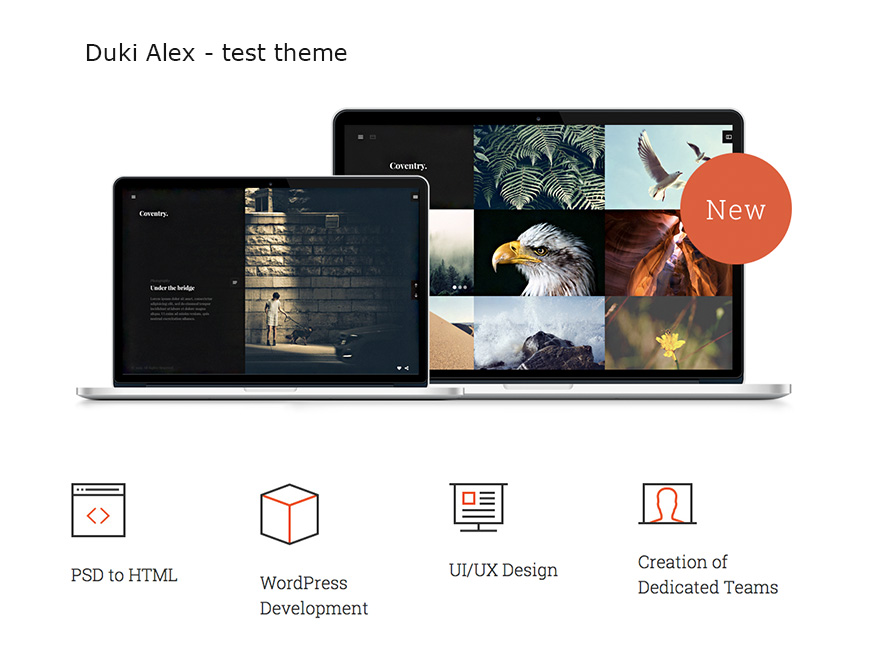 Duki Alex - test theme
Coventry.
New
Coventry.
Under the bridge
PSD to HTML
WordPress
Development
UI/UX Design
Creation of
Dedicated Teams